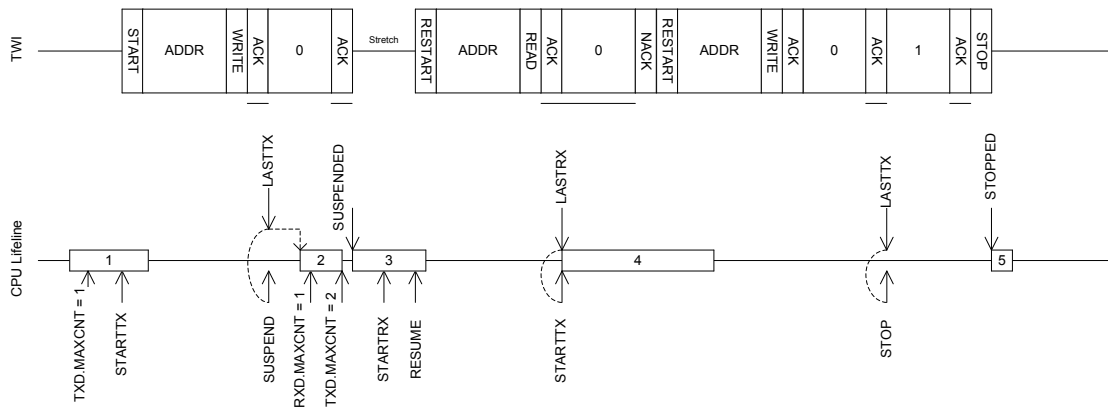 TWI
START
ADDR
WRITE
ACK
0
ACK
Stretch
RESTART
ADDR
READ
ACK
0
NACK
RESTART
ADDR
WRITE
ACK
0
ACK
1
ACK
STOP
CPU Lifeline
LASTTX
SUSPENDED
LASTRX
LASTTX
STOPPED
1
2
3
4
5
TXD.MAXCNT = 1
STARTTX
SUSPEND
RXD.MAXCNT = 1
TXD.MAXCNT = 2
STARTRX
RESUME
STARTTX
STOP